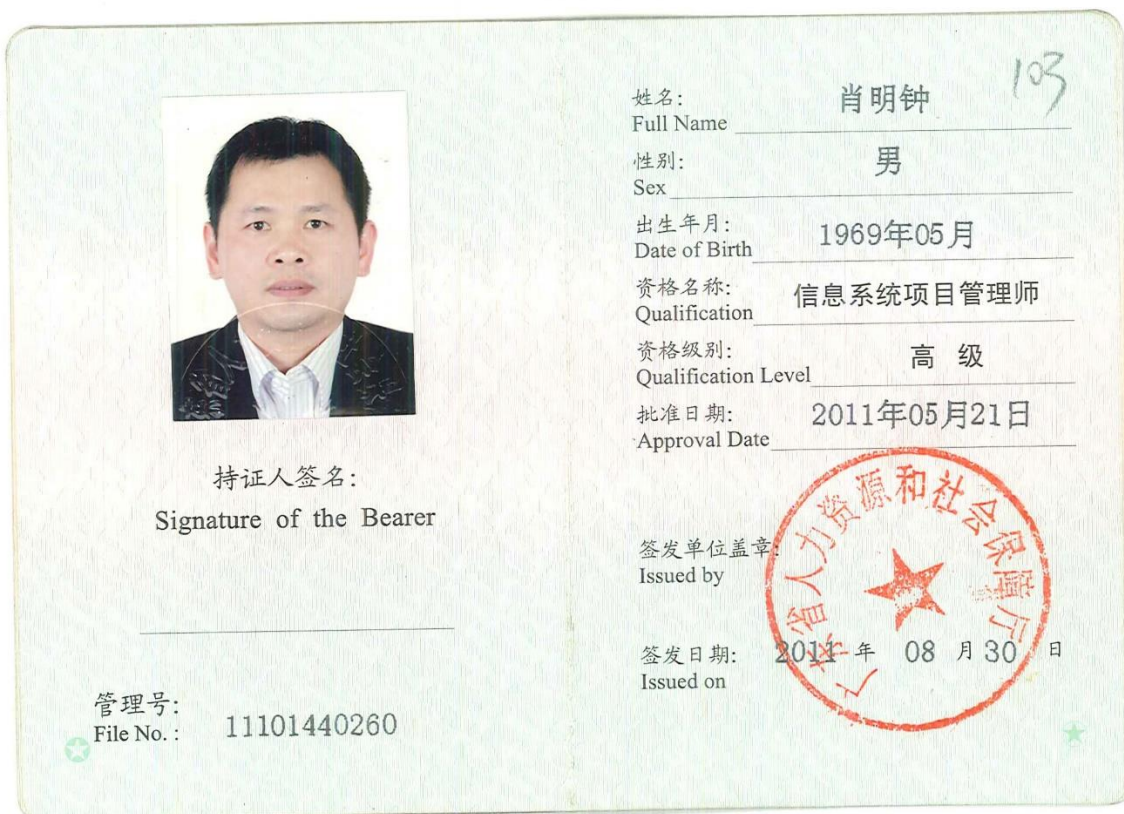 持证人签名:
Signature of the Bearer
管理号:
File No. : 11101440260
103
姓名: 肖明钟
Full Name
性别: 男
Sex
出生年月: 1969年05月
Date of Birth
资格名称: 信息系统项目管理师
Qualification
资格级别: 高 级
Qualification Level
批准日期: 2011年05月21日
Approval Date
签发单位盖章:
Issued by
广东省人力资源和社会保障厅
签发日期: 2011 年 08 月 30 日
Issued on